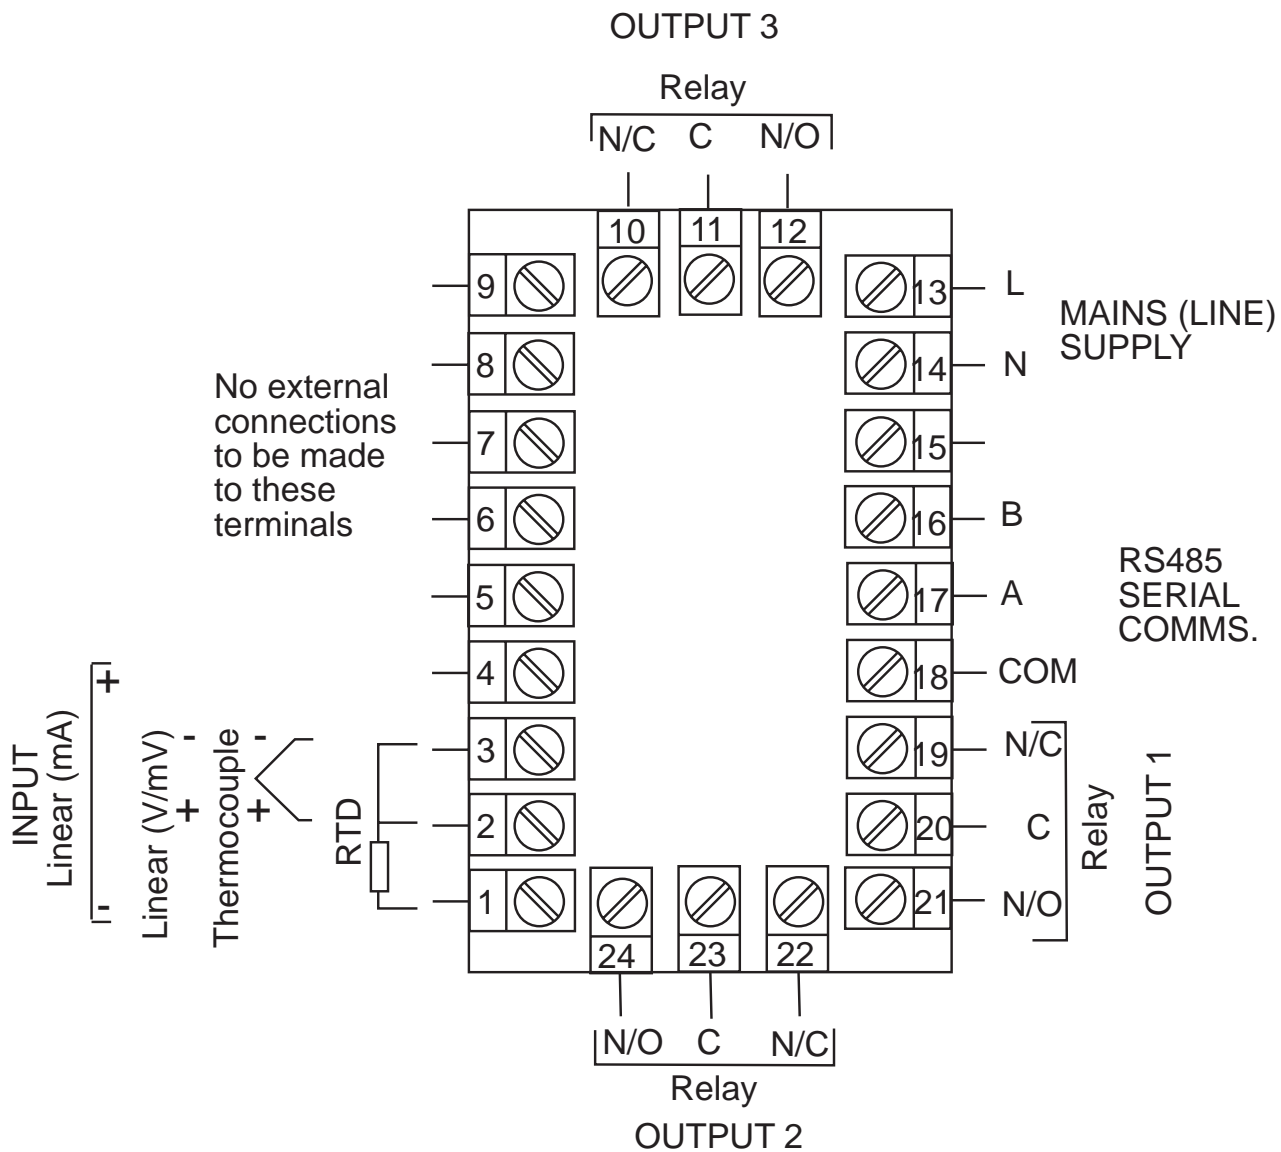 OUTPUT 3
Relay
N/C C N/O
10 11 12
9
8
7
6
5
4
3
2
1
13 L
14 N
15
16 B
17 A
18 COM
19 N/C
20 C
21 N/O
MAINS (LINE)
SUPPLY
No external
connections
to be made
to these
terminals
RS485
SERIAL
COMMS.
INPUT
Linear (mA)
+
-
Linear (V/mV)
-
+
Thermocouple
-
+
RTD
Relay
OUTPUT 1
24 23 22
N/O C N/C
Relay
OUTPUT 2